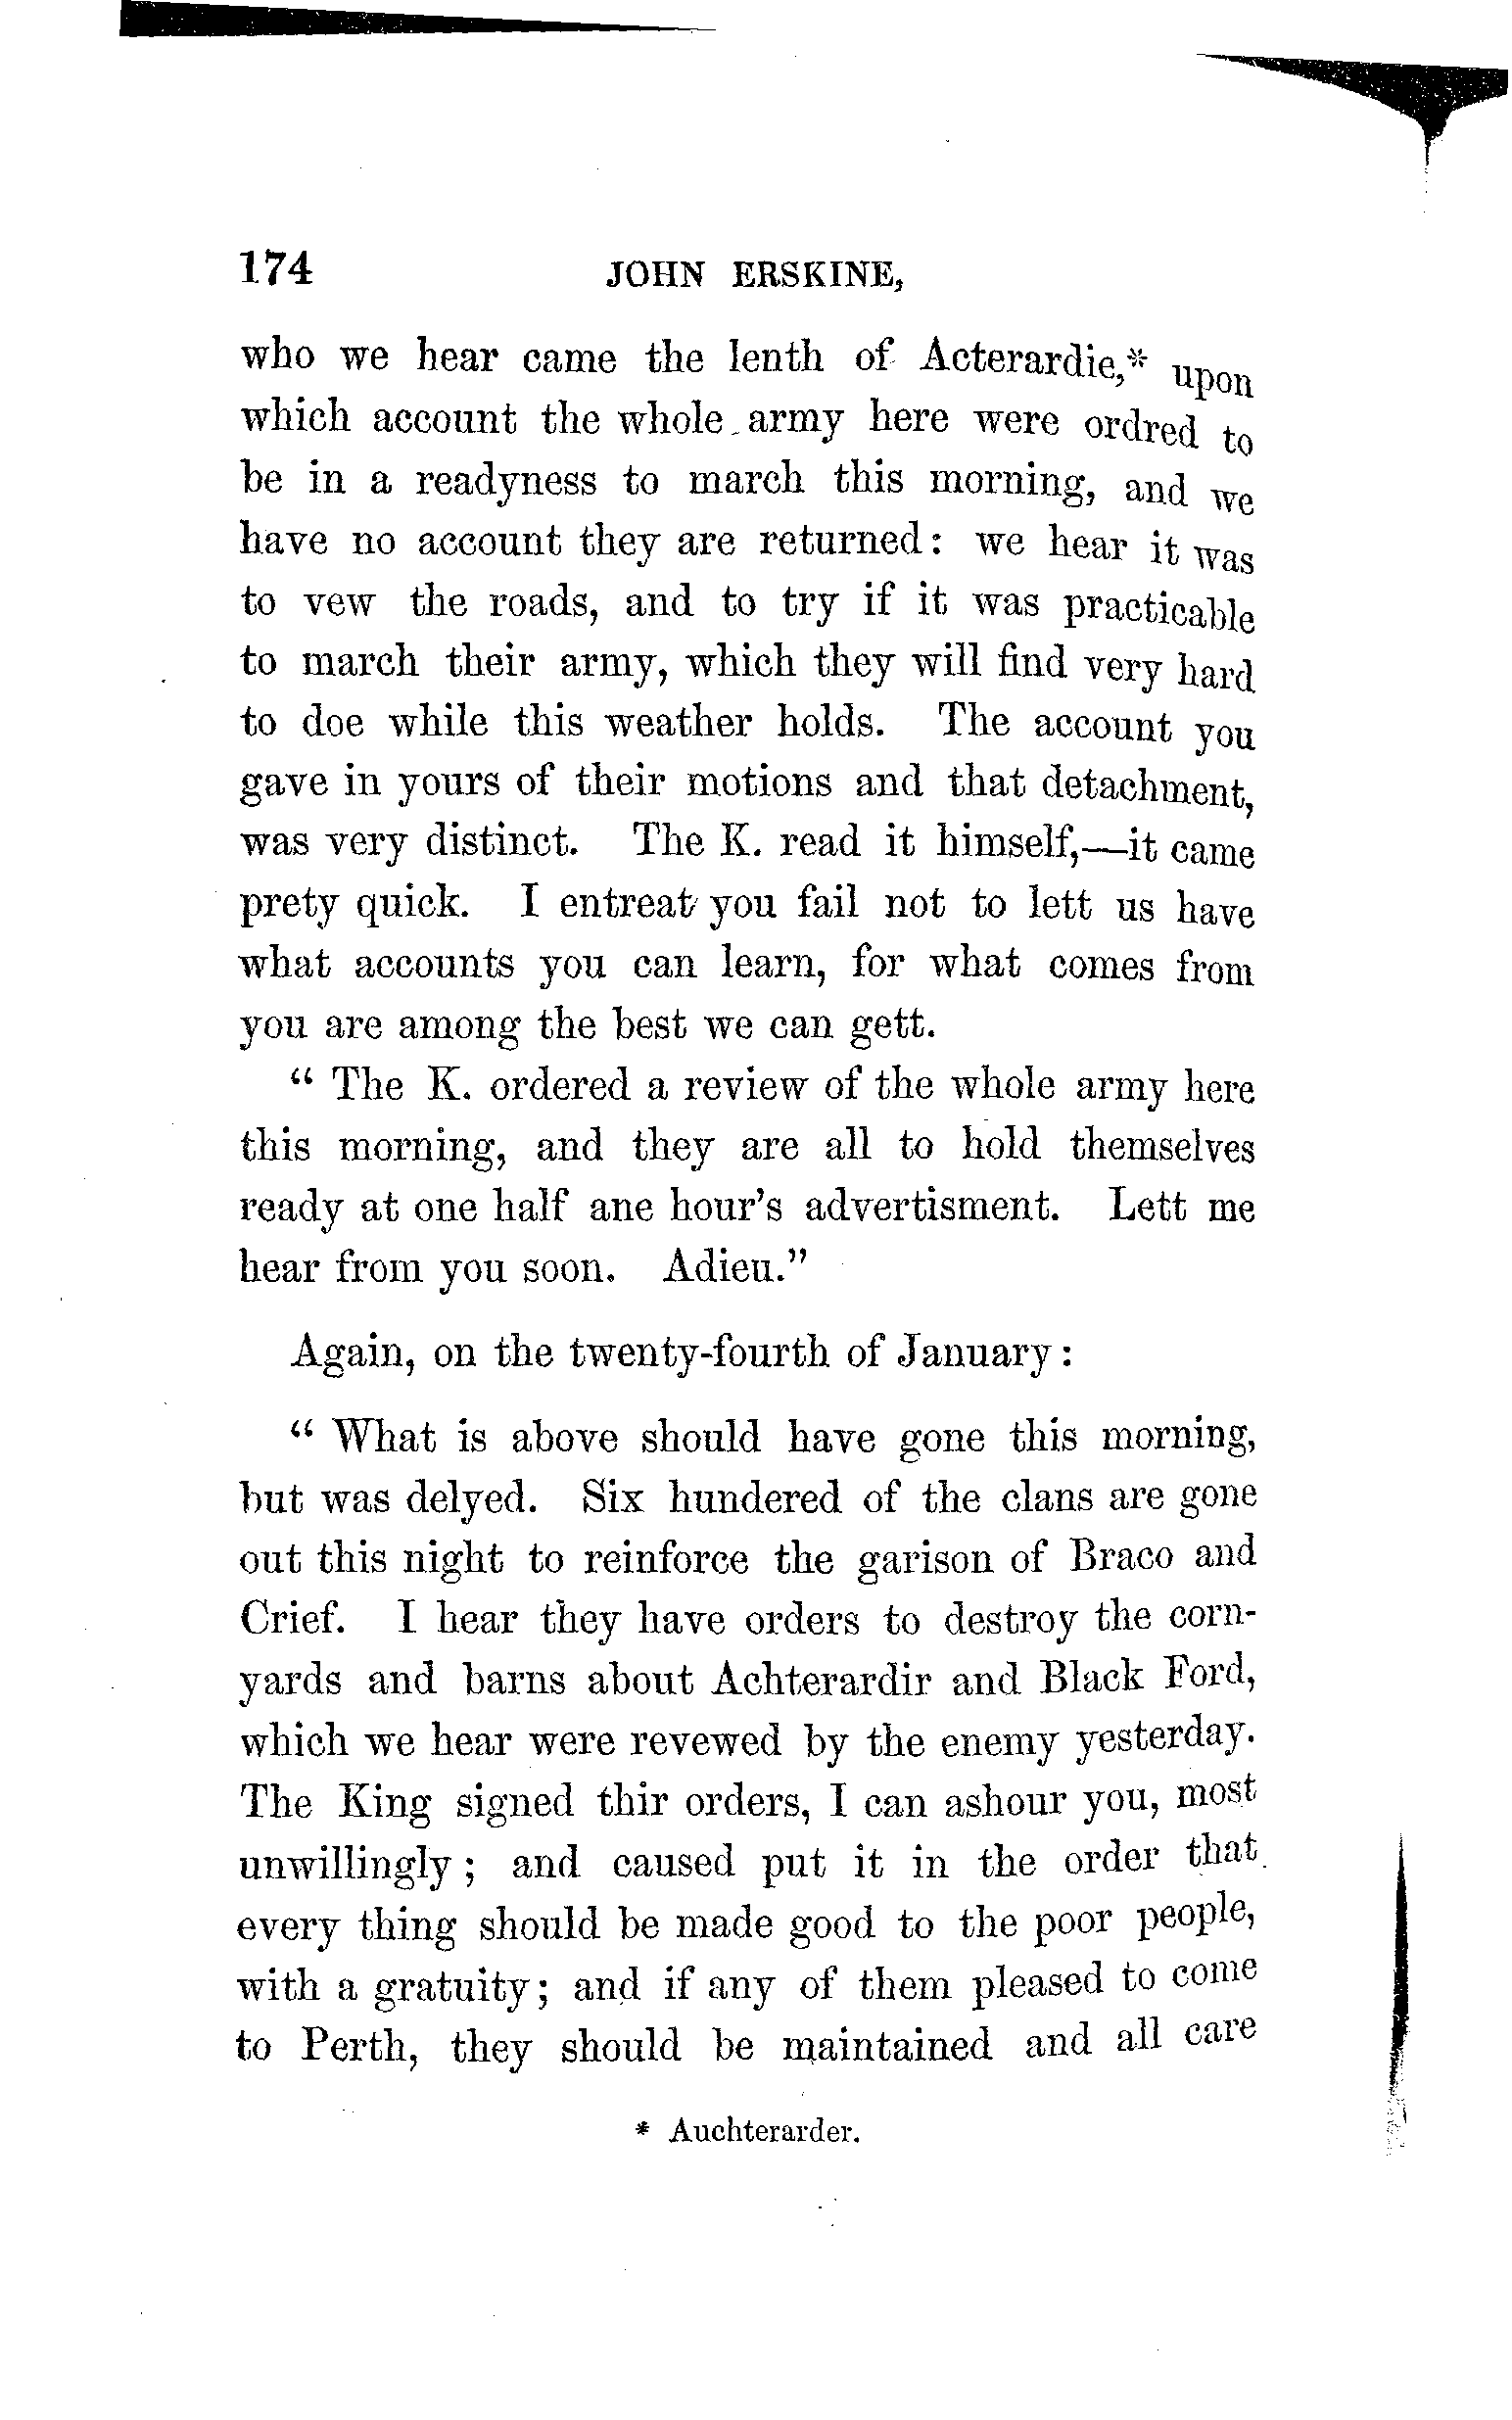 174 JOHN ERSKINE,
who we hear came the lenth of Acterardie,* upon
which account the whole army here were ordred to
be in a readyness to march this morning, and we
have no account they are returned: we hear it was
to vew the roads, and to try if it was practicable
to march their army, which they will find very hard
to doe while this weather holds. The account you
gave in yours of their motions and that detachment,
was very distinct. The K. read it himself,—it came
prety quick. I entreat you fail not to lett us have
what accounts you can learn, for what comes from
you are among the best we can gett.
“ The K. ordered a review of the whole army here
this morning, and they are all to hold themselves
ready at one half ane hour's advertisment. Lett me
hear from you soon. Adieu.”
Again, on the twenty-fourth of January:
“ What is above should have gone this morning,
but was delyed. Six hundered of the clans are gone
out this night to reinforce the garison of Braco and
Crief. I hear they have orders to destroy the corn-
yards and barns about Achterardir and Black Ford,
which we hear were revewed by the enemy yesterday.
The King signed thir orders, I can ashour you, most
unwillingly; and caused put it in the order that
every thing should be made good to the poor people,
with a gratuity; and if any of them pleased to come
to Perth, they should be maintained and all care
* Auchterarder.